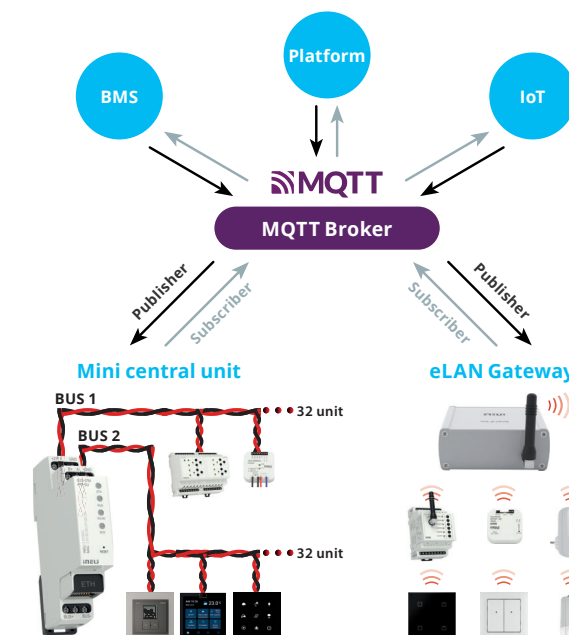 Platform
BMS
IoT
MQTT
MQTT Broker
Publisher
Subscriber
Subscriber
Publisher
Mini central unit
eLAN Gateway
BUS 1
32 unit
BUS 2
32 unit
ETH